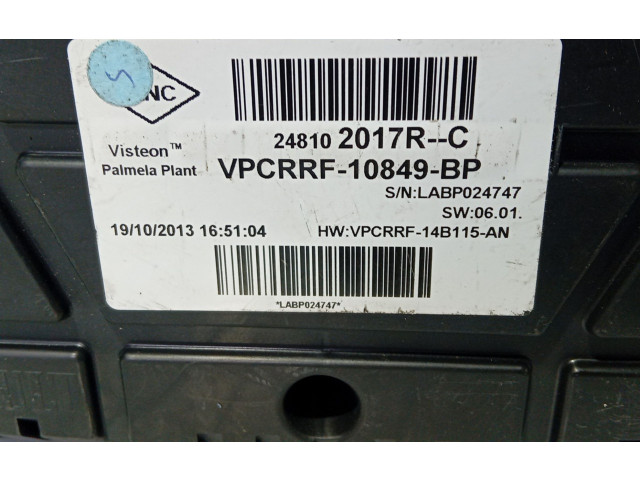 NC
24810 2017R--C
Visteon™
Palmela Plant
VPCRRF-10849-BP
S/N:LABP024747
SW:06.01.
19/10/2013 16:51:04
HW:VPCRRF-14B115-AN
*LABP024747*